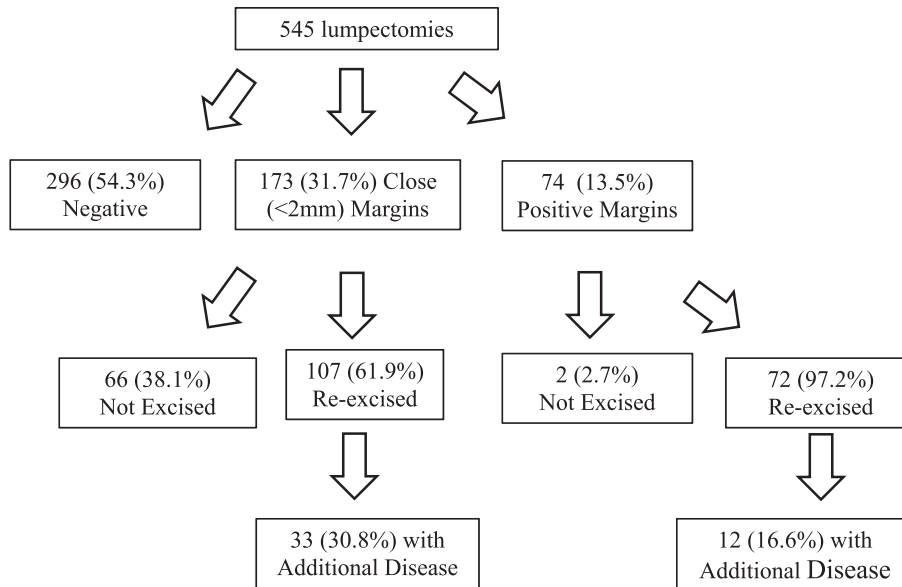 545 lumpectomies
296 (54.3%)
Negative
173 (31.7%) Close
(<2mm) Margins
74 (13.5%)
Positive Margins
66 (38.1%)
Not Excised
107 (61.9%)
Re-excised
2 (2.7%)
Not Excised
72 (97.2%)
Re-excised
33 (30.8%) with
Additional Disease
12 (16.6%) with
Additional Disease